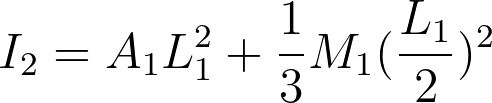 I_2 = A_1 L_1^2 + \frac{1}{3} M_1 (\frac{L_1}{2})^2